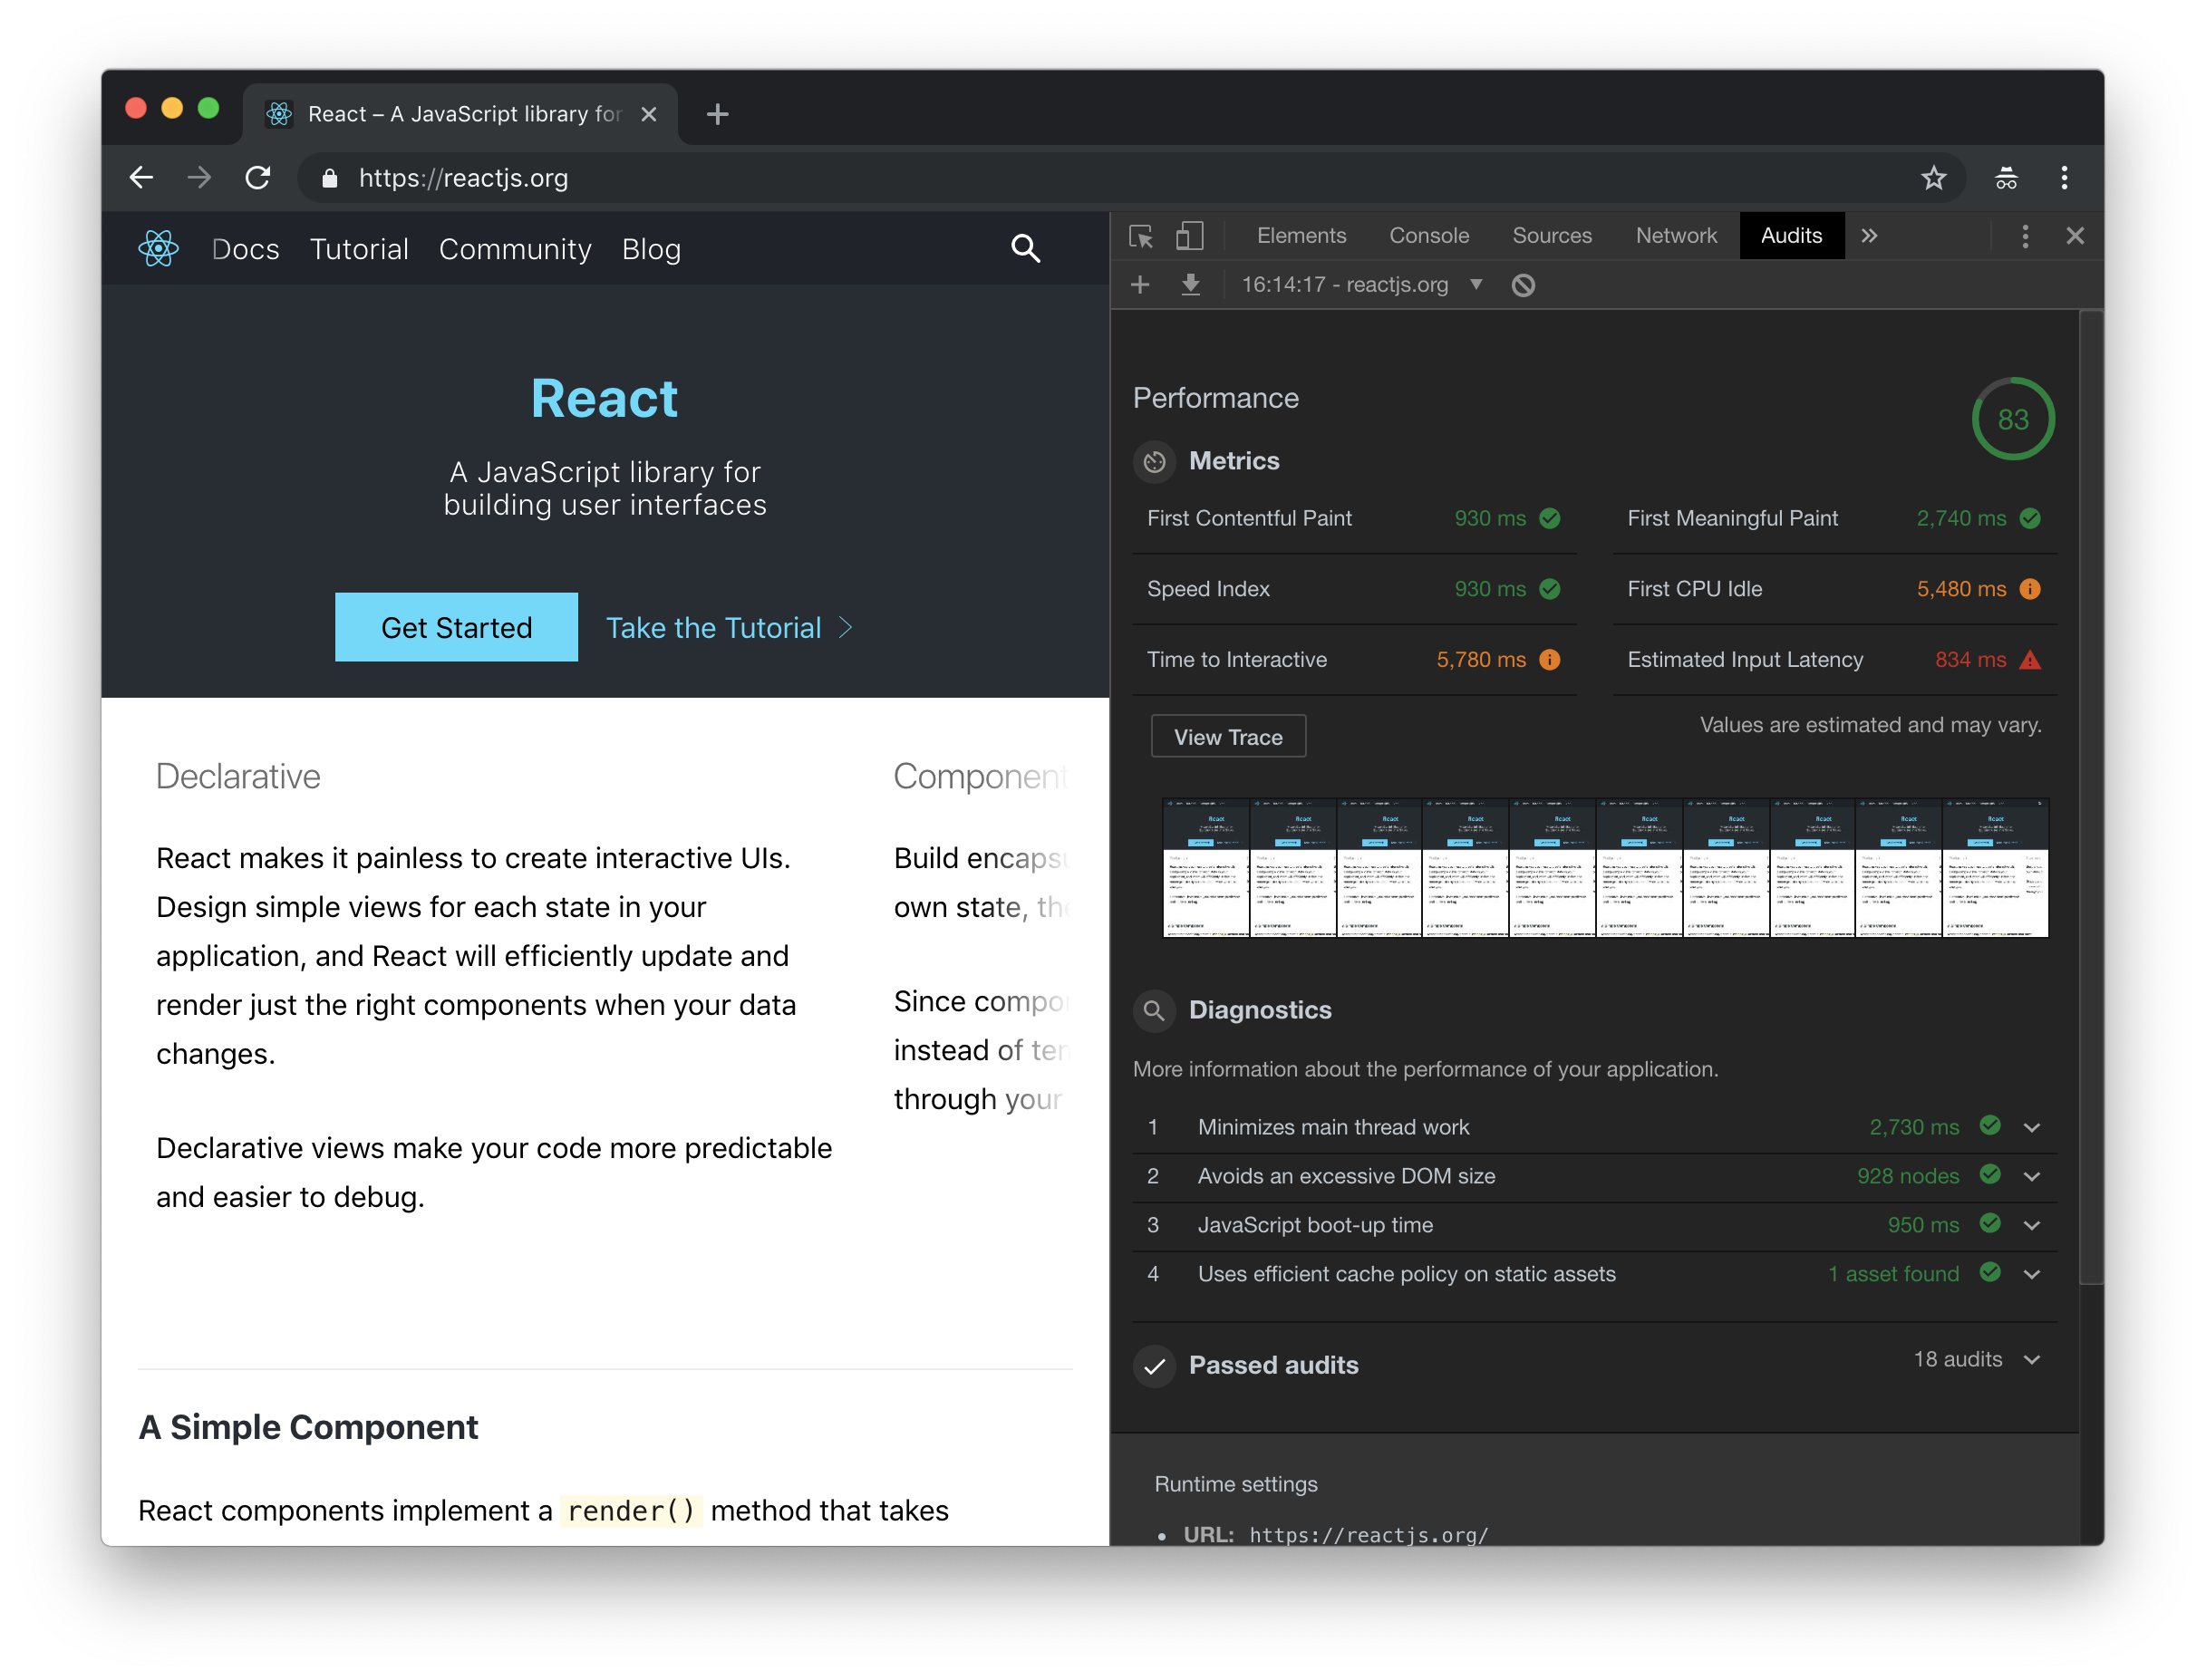 React – A JavaScript library for
https://reactjs.org
Docs Tutorial Community Blog
React
A JavaScript library for
building user interfaces
Get Started Take the Tutorial
Declarative
React makes it painless to create interactive UIs.
Design simple views for each state in your
application, and React will efficiently update and
render just the right components when your data
changes.
Declarative views make your code more predictable
and easier to debug.
Component
Build encaps
own state, the
Since compo
instead of te
through your
A Simple Component
React components implement a render() method that takes
Elements Console Sources Network Audits
16:14:17 - reactjs.org
Performance
83
Metrics
First Contentful Paint 930 ms
First Meaningful Paint 2,740 ms
Speed Index 930 ms
First CPU Idle 5,480 ms
Time to Interactive 5,780 ms
Estimated Input Latency 834 ms
View Trace
Values are estimated and may vary.
Diagnostics
More information about the performance of your application.
1 Minimizes main thread work 2,730 ms
2 Avoids an excessive DOM size 928 nodes
3 JavaScript boot-up time 950 ms
4 Uses efficient cache policy on static assets 1 asset found
Passed audits 18 audits
Runtime settings
• URL: https://reactjs.org/